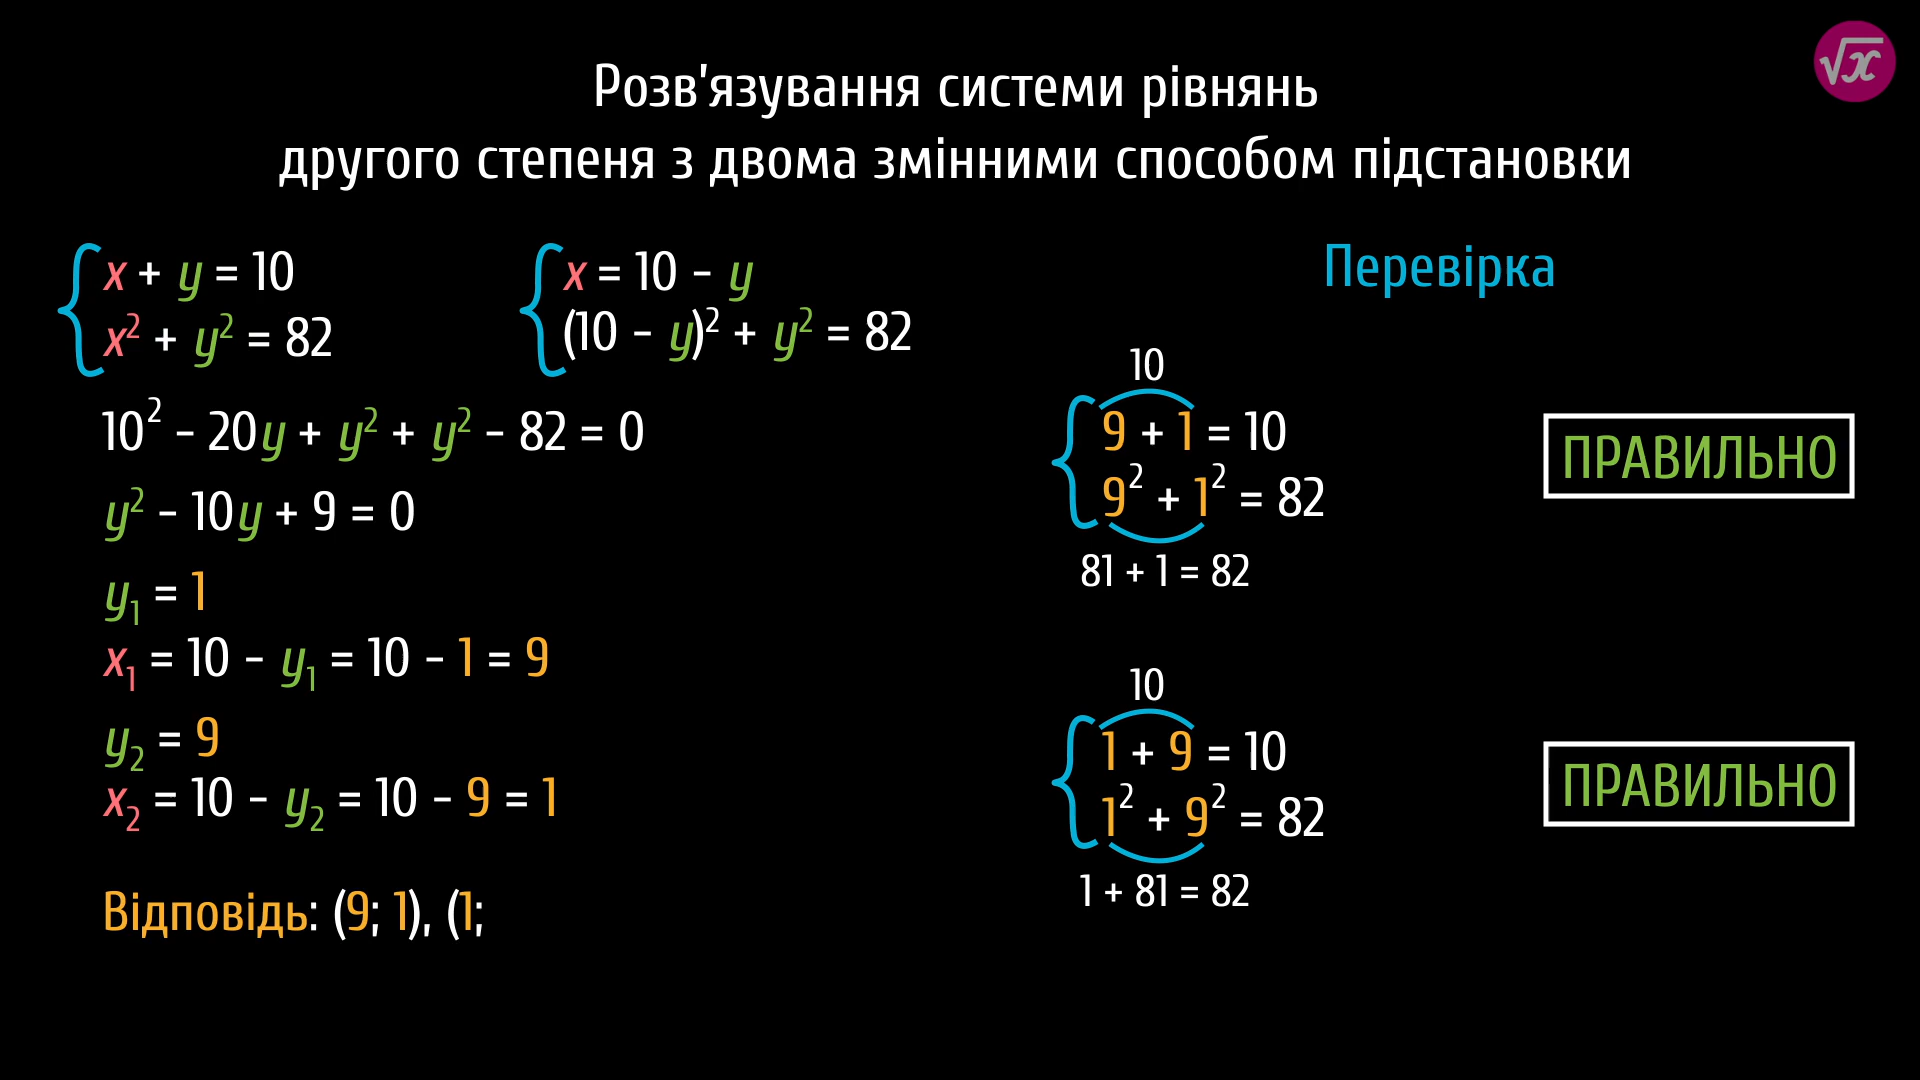 √x
Розв'язування системи рівнянь
другого степеня з двома змінними способом підстановки
x + y = 10
x² + y² = 82
x = 10 - y
(10 - y)² + y² = 82
10² - 20y + y² + y² - 82 = 0
y² - 10y + 9 = 0
y₁ = 1
x₁ = 10 - y₁ = 10 - 1 = 9
y₂ = 9
x₂ = 10 - y₂ = 10 - 9 = 1
Відповідь: (9; 1), (1;
Перевірка
10
9 + 1 = 10
9² + 1² = 82
81 + 1 = 82
ПРАВИЛЬНО
10
1 + 9 = 10
1² + 9² = 82
1 + 81 = 82
ПРАВИЛЬНО